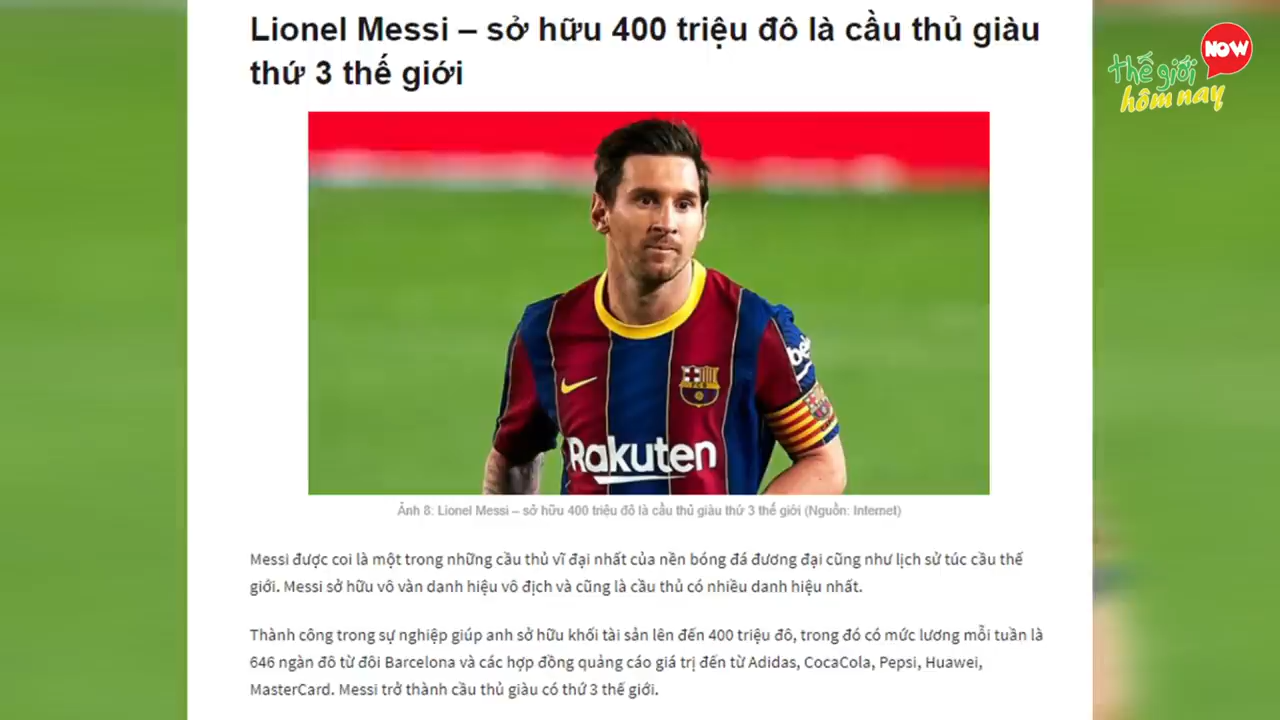 Lionel Messi – sở hữu 400 triệu đô là cầu thủ giàu
thứ 3 thế giới
NOW
thế giới
hôm nay
beko
FCB
Rakuten
Ảnh 8: Lionel Messi – sở hữu 400 triệu đô là cầu thủ giàu thứ 3 thế giới (Nguồn: Internet)
Messi được coi là một trong những cầu thủ vĩ đại nhất của nền bóng đá đương đại cũng như lịch sử túc cầu thế
giới. Messi sở hữu vô vàn danh hiệu vô địch và cũng là cầu thủ có nhiều danh hiệu nhất.
Thành công trong sự nghiệp giúp anh sở hữu khối tài sản lên đến 400 triệu đô, trong đó có mức lương mỗi tuần là
646 ngàn đô từ đôi Barcelona và các hợp đồng quảng cáo giá trị đến từ Adidas, CocaCola, Pepsi, Huawei,
MasterCard. Messi trở thành cầu thủ giàu có thứ 3 thế giới.